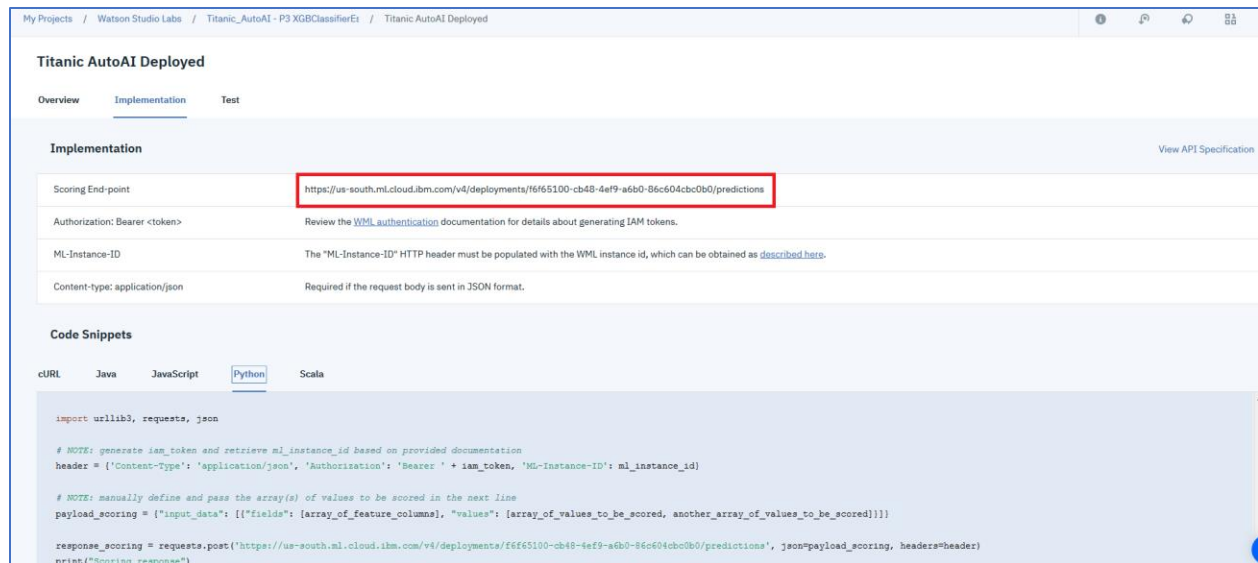 My Projects / Watson Studio Labs / Titanic_AutoAI - P3 XGBClassifierEs / Titanic AutoAI Deployed
Titanic AutoAI Deployed
Overview Implementation Test
Implementation View API Specification
Scoring End-point https://us-south.ml.cloud.ibm.com/v4/deployments/f6f65100-cb48-4ef9-a6b0-86c604cbc0b0/predictions
Authorization: Bearer <token> Review the WML authentication documentation for details about generating IAM tokens.
ML-Instance-ID The "ML-Instance-ID" HTTP header must be populated with the WML instance id, which can be obtained as described here.
Content-type: application/json Required if the request body is sent in JSON format.
Code Snippets
cURL Java JavaScript Python Scala
import urllib3, requests, json
# NOTE: generate iam_token and retrieve ml_instance_id based on provided documentation
header = {'Content-Type': 'application/json', 'Authorization': 'Bearer ' + iam_token, 'ML-Instance-ID': ml_instance_id}
# NOTE: manually define and pass the array(s) of values to be scored in the next line
payload_scoring = {"input_data": [{"fields": [array_of_feature_columns], "values": [array_of_values_to_be_scored, another_array_of_values_to_be_scored]}]}
response_scoring = requests.post('https://us-south.ml.cloud.ibm.com/v4/deployments/f6f65100-cb48-4ef9-a6b0-86c604cbc0b0/predictions', json=payload_scoring, headers=header)
print("Scoring response")